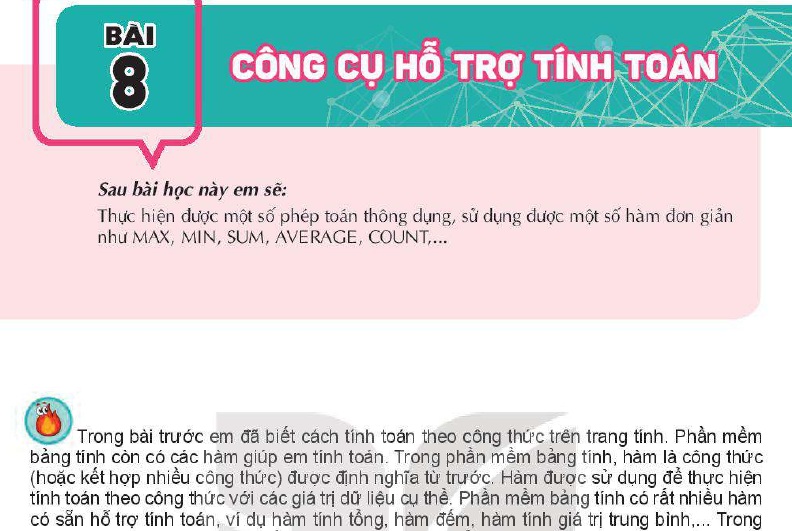 BÀI
8
CÔNG CỤ HỖ TRỢ TÍNH TOÁN
Sau bài học này em sẽ:
Thực hiện được một số phép toán thông dụng, sử dụng được một số hàm đơn giản
như MAX, MIN, SUM, AVERAGE, COUNT,...
Trong bài trước em đã biết cách tính toán theo công thức trên trang tính. Phần mềm
bảng tính còn có các hàm giúp em tính toán. Trong phần mềm bảng tính, hàm là công thức
(hoặc kết hợp nhiều công thức) được định nghĩa từ trước. Hàm được sử dụng để thực hiện
tính toán theo công thức với các giá trị dữ liệu cụ thể. Phần mềm bảng tính có rất nhiều hàm
có sẵn hỗ trợ tính toán, ví dụ hàm tính tổng, hàm đếm, hàm tính giá trị trung bình,... Trong